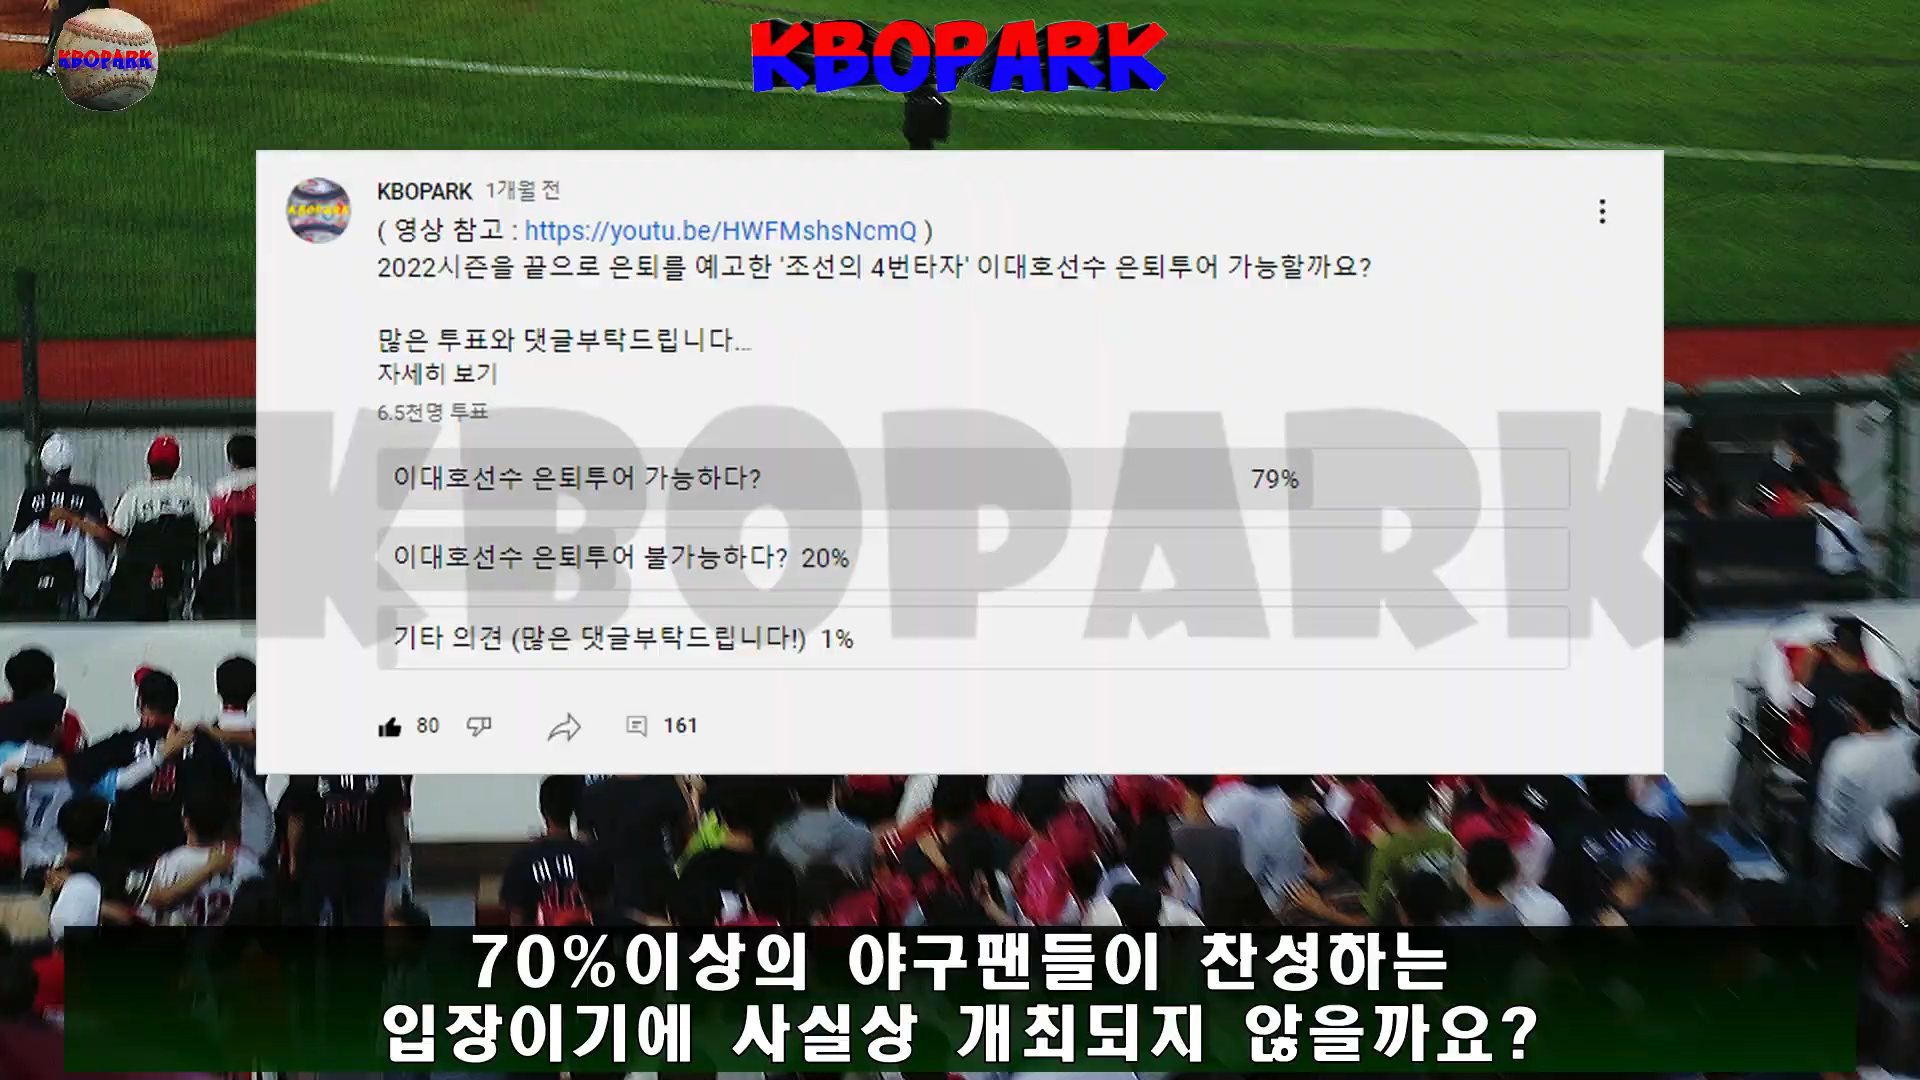 KBOPARK
KBOPARK
KBOPARK 1개월 전
KBOPARK
( 영상 참고 : https://youtu.be/HWFMshsNcmQ )
2022시즌을 끝으로 은퇴를 예고한 '조선의 4번타자' 이대호선수 은퇴투어 가능할까요?
많은 투표와 댓글부탁드립니다...
자세히 보기
6.5천명 투표
KBOPARK
이대호선수 은퇴투어 가능하다? 79%
이대호선수 은퇴투어 불가능하다? 20%
기타 의견 (많은 댓글부탁드립니다!) 1%
80 161
70%이상의 야구팬들이 찬성하는
입장이기에 사실상 개최되지 않을까요?